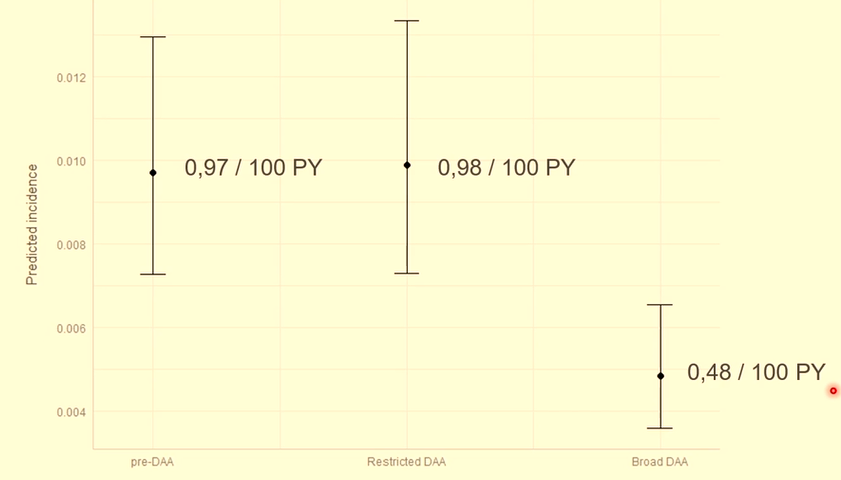 0.012
0.010
0.008
0.006
0.004
Predicted incidence
0,97 / 100 PY
0,98 / 100 PY
0,48 / 100 PY
pre-DAA
Restricted DAA
Broad DAA